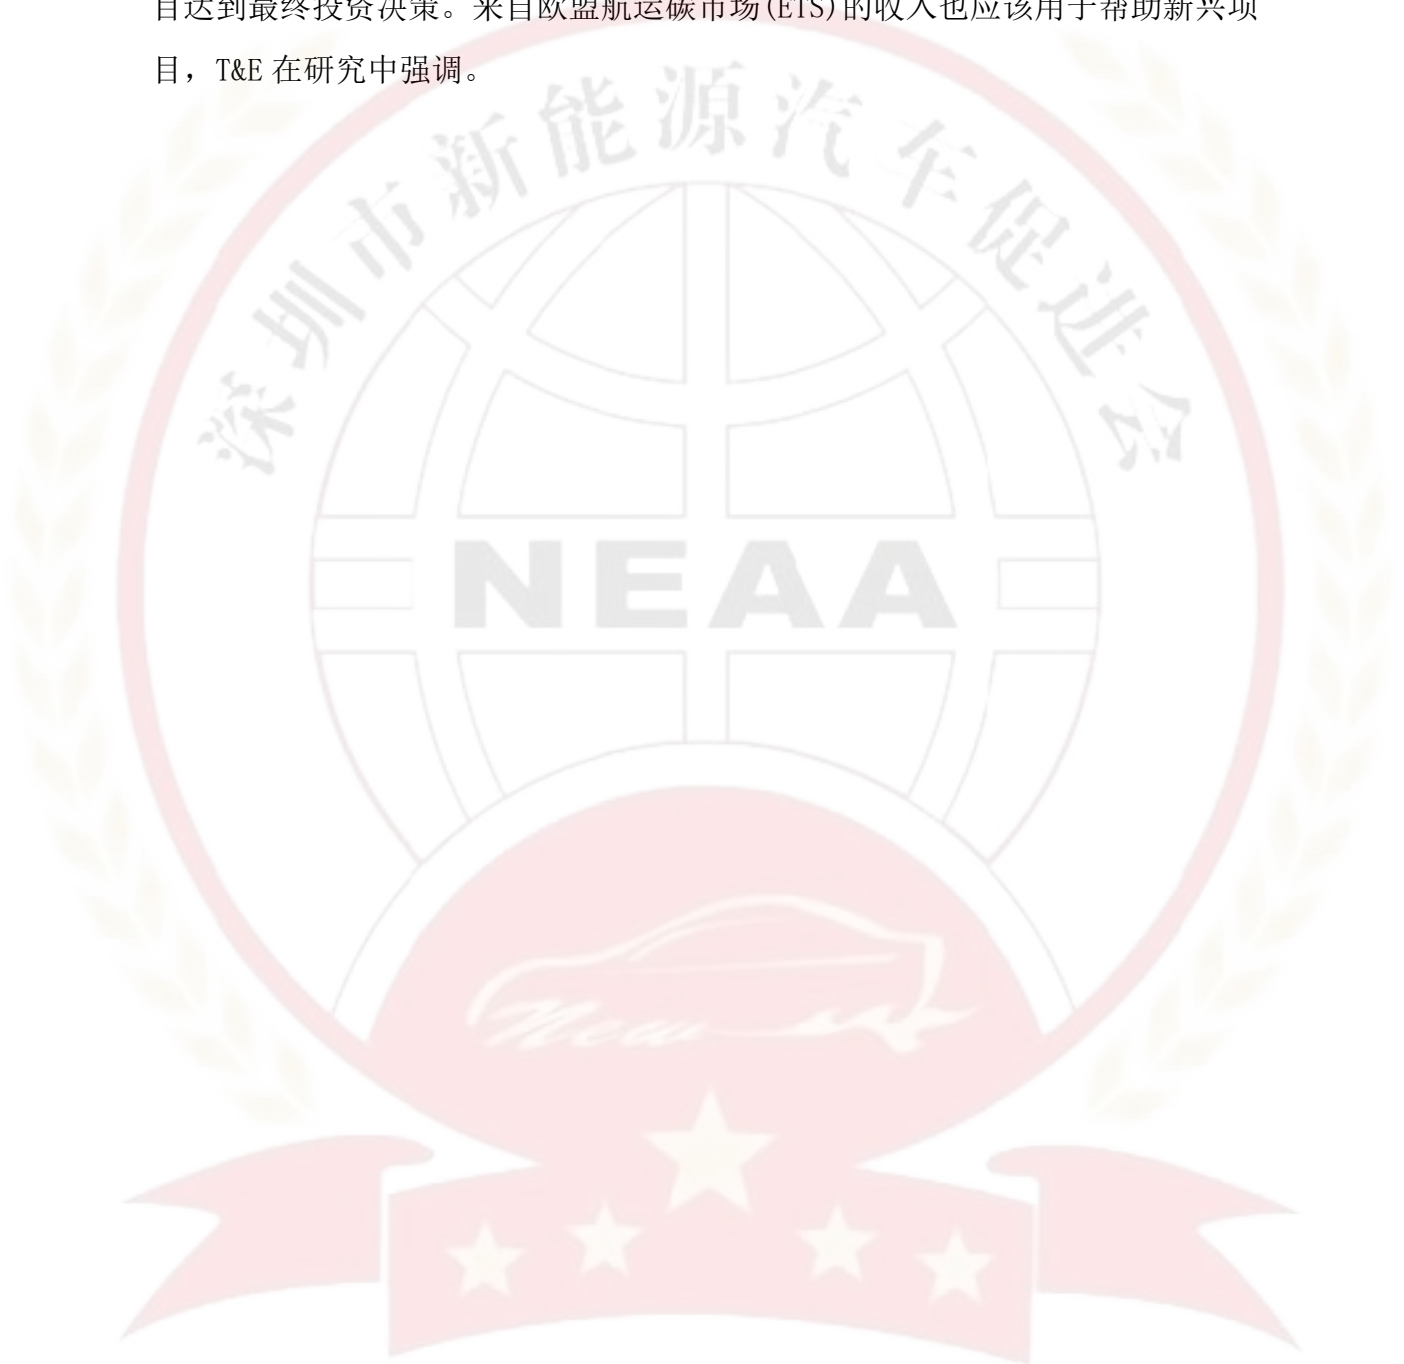 目达到最终投资决策。来自欧盟航运碳市场(ETS)的收入也应该用于帮助新兴项
目，T&E 在研究中强调。
深圳市新能源汽车促进会
NEAA
New